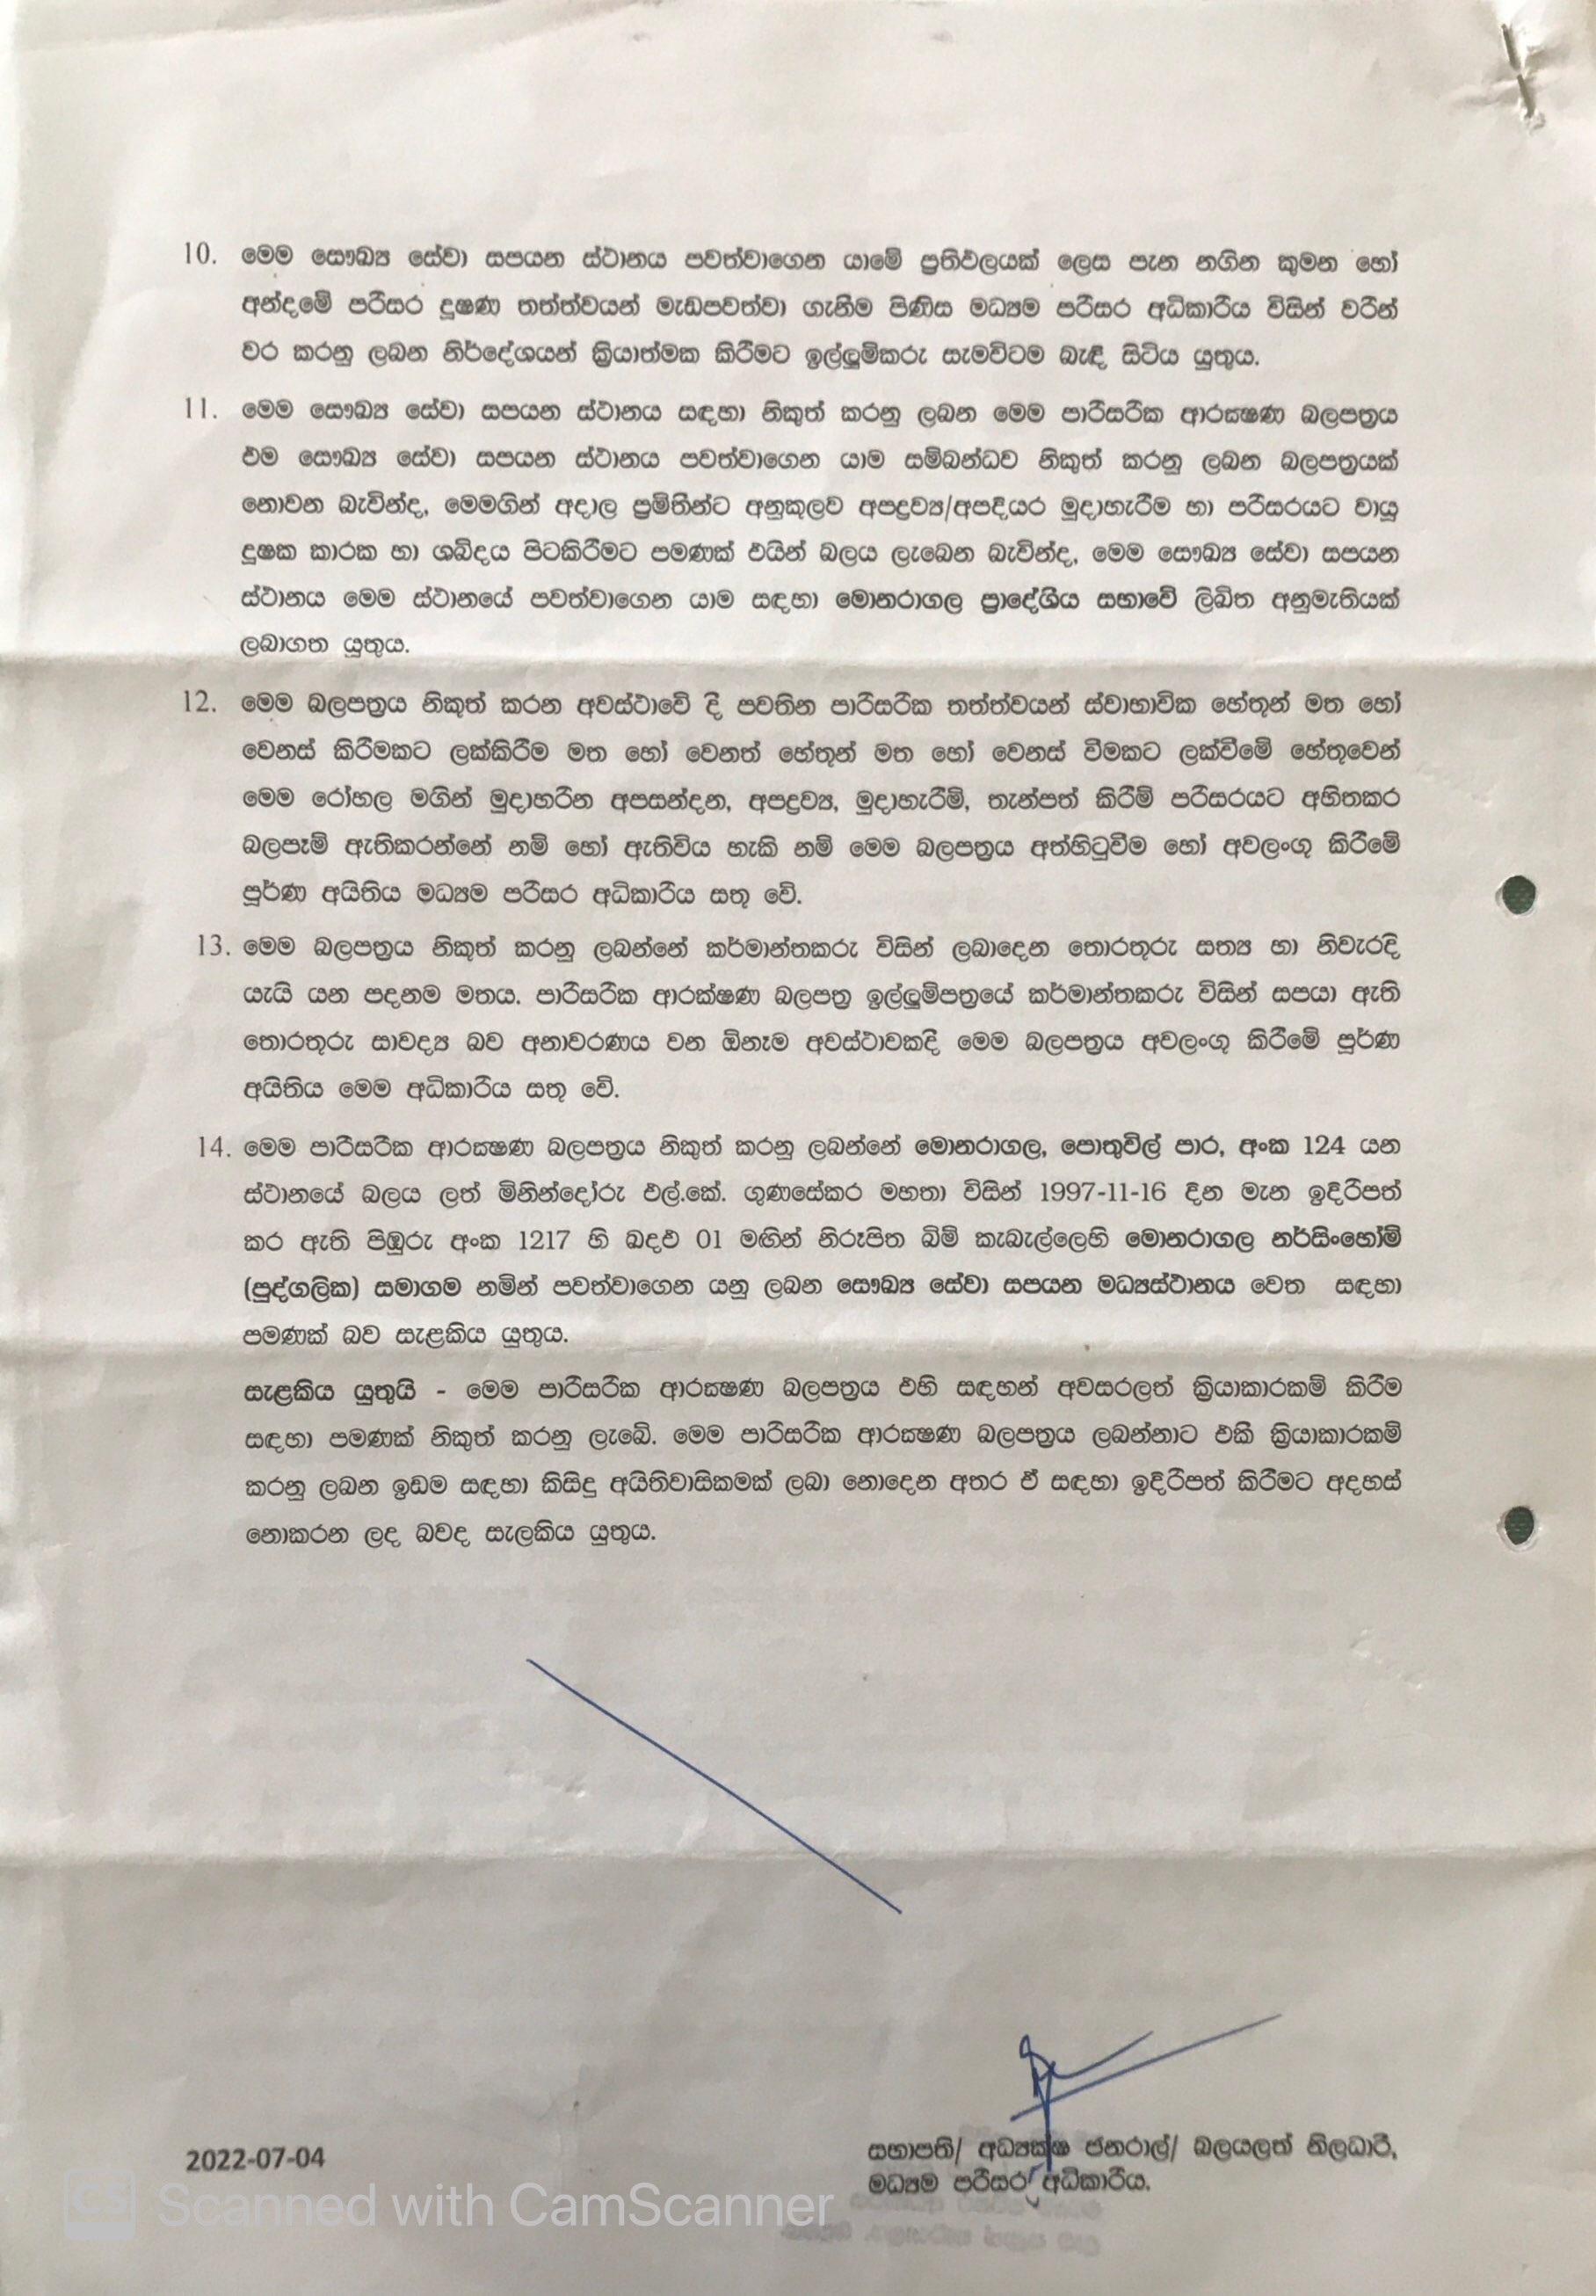 10. මෙම සෞඛ්‍ය සේවා සපයන ස්ථානය පවත්වාගෙන යාමේ ප්‍රතිඵලයක් ලෙස පැන නගින කුමන හෝ
අන්දමේ පරිසර දූෂණ තත්ත්වයන් මැඩපවත්වා ගැනීම පිණිස මධ්‍යම පරිසර අධිකාරිය විසින් වරින්
වර කරනු ලබන නිර්දේශයන් ක්‍රියාත්මක කිරීමට ඉල්ලුම්කරු සැමවිටම බැඳී සිටිය යුතුය.
11. මෙම සෞඛ්‍ය සේවා සපයන ස්ථානය සඳහා නිකුත් කරනු ලබන මෙම පාරිසරික ආරක්‍ෂණ බලපත්‍රය
එම සෞඛ්‍ය සේවා සපයන ස්ථානය පවත්වාගෙන යාම සම්බන්ධව නිකුත් කරනු ලබන බලපත්‍රයක්
නොවන බැවින්ද, මෙමගින් අදාල ප්‍රමිතීන්ට අනුකූලව අපද්‍රව්‍ය/අපදියර මුදාහැරීම හා පරිසරයට වායු
දූෂක කාරක හා ශබ්දය පිටකිරීමට පමණක් එයින් බලය ලැබෙන බැවින්ද, මෙම සෞඛ්‍ය සේවා සපයන
ස්ථානය මෙම ස්ථානයේ පවත්වාගෙන යාම සඳහා මොනරාගල ප්‍රාදේශීය සභාවේ ලිඛිත අනුමැතියක්
ලබාගත යුතුය.
12. මෙම බලපත්‍රය නිකුත් කරන අවස්ථාවේ දී පවතින පාරිසරික තත්ත්වයන් ස්වාභාවික හේතූන් මත හෝ
වෙනස් කිරීමකට ලක්කිරීම මත හෝ වෙනත් හේතූන් මත හෝ වෙනස් වීමකට ලක්වීමේ හේතුවෙන්
මෙම රෝහල මගින් මුදාහරින අපසන්දන, අපද්‍රව්‍ය, මුදාහැරීම්, තැන්පත් කිරීම් පරිසරයට අහිතකර
බලපෑම් ඇතිකරන්නේ නම් හෝ ඇතිවිය හැකි නම් මෙම බලපත්‍රය අත්හිටුවීම හෝ අවලංගු කිරීමේ
පූර්ණ අයිතිය මධ්‍යම පරිසර අධිකාරිය සතු වේ.
13. මෙම බලපත්‍රය නිකුත් කරනු ලබන්නේ කර්මාන්තකරු විසින් ලබාදෙන තොරතුරු සත්‍ය හා නිවැරදි
යැයි යන පදනම මතය. පාරිසරික ආරක්ෂණ බලපත්‍ර ඉල්ලුම්පත්‍රයේ කර්මාන්තකරු විසින් සපයා ඇති
තොරතුරු සාවද්‍ය බව අනාවරණය වන ඕනෑම අවස්ථාවකදී මෙම බලපත්‍රය අවලංගු කිරීමේ පූර්ණ
අයිතිය මෙම අධිකාරිය සතු වේ.
14. මෙම පාරිසරික ආරක්‍ෂණ බලපත්‍රය නිකුත් කරනු ලබන්නේ මොනරාගල, පොතුවිල් පාර, අංක 124 යන
ස්ථානයේ බලය ලත් මිනින්දෝරු එල්.කේ. ගුණසේකර මහතා විසින් 1997-11-16 දින මැන ඉදිරිපත්
කර ඇති පිඹුරු අංක 1217 හි ඛදඑ 01 මඟින් නිරූපිත බිම් කැබැල්ලෙහි මොනරාගල නර්සිංහෝම්
(පුද්ගලික) සමාගම නමින් පවත්වාගෙන යනු ලබන සෞඛ්‍ය සේවා සපයන මධ්‍යස්ථානය වෙත සඳහා
පමණක් බව සැළකිය යුතුය.
සැළකිය යුතුයි - මෙම පාරිසරික ආරක්‍ෂණ බලපත්‍රය එහි සඳහන් අවසරලත් ක්‍රියාකාරකම් කිරීම
සඳහා පමණක් නිකුත් කරනු ලැබේ. මෙම පාරිසරික ආරක්‍ෂණ බලපත්‍රය ලබන්නාට එකී ක්‍රියාකාරකම්
කරනු ලබන ඉඩම සඳහා කිසිදු අයිතිවාසිකමක් ලබා නොදෙන අතර ඒ සඳහා ඉදිරිපත් කිරීමට අදහස්
නොකරන ලද බවද සැලකිය යුතුය.
2022-07-04
සභාපති/ අධ්‍යක්ෂ ජනරාල්/ බලයලත් නිලධාරී,
මධ්‍යම පරිසර අධිකාරිය.
CS Scanned with CamScanner